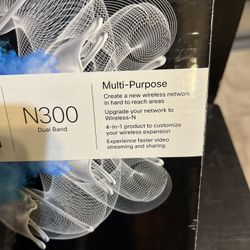 N300
Dual Band
Multi-Purpose
Create a new wireless network
in hard to reach areas
Upgrade your network to
Wireless-N
4-in-1 product to customize
your wireless expansion
Experience faster video
streaming and sharing